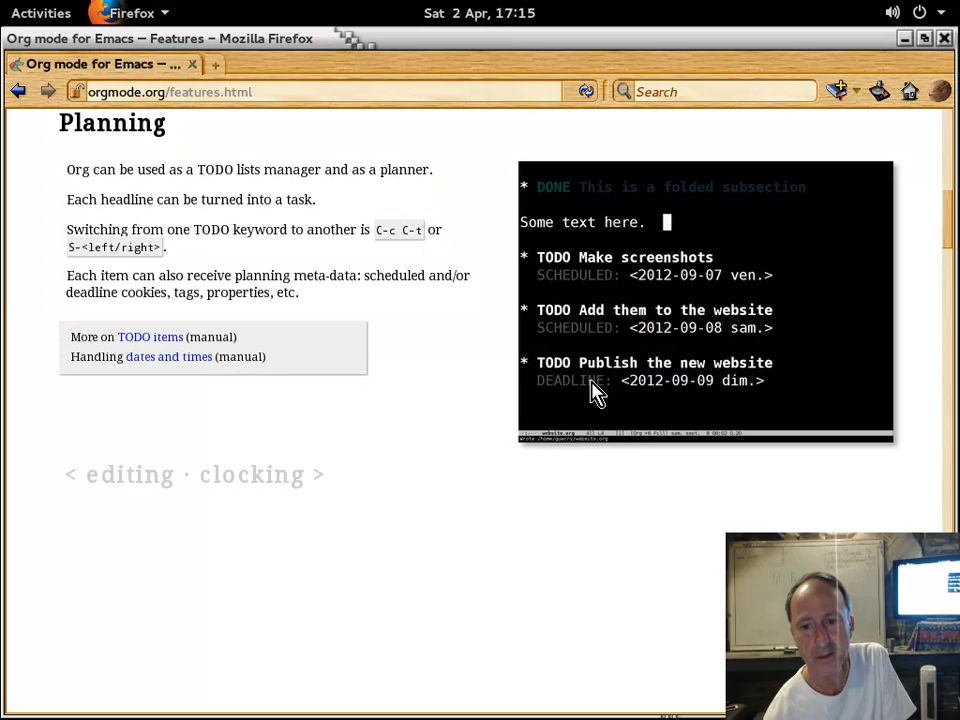 Activities
Firefox
Sat 2 Apr, 17:15
Org mode for Emacs — Features - Mozilla Firefox
Org mode for Emacs — ...
orgmode.org/features.html
Search
Planning
Org can be used as a TODO lists manager and as a planner.
Each headline can be turned into a task.
Switching from one TODO keyword to another is C-c C-t or
S-<left/right>.
Each item can also receive planning meta-data: scheduled and/or
deadline cookies, tags, properties, etc.
More on TODO items (manual)
Handling dates and times (manual)
* DONE This is a folded subsection
Some text here.
* TODO Make screenshots
SCHEDULED: <2012-09-07 ven.>
* TODO Add them to the website
SCHEDULED: <2012-09-08 sam.>
* TODO Publish the new website
DEADLINE: <2012-09-09 dim.>
Wrote /home/guerry/website.org
< editing · clocking >